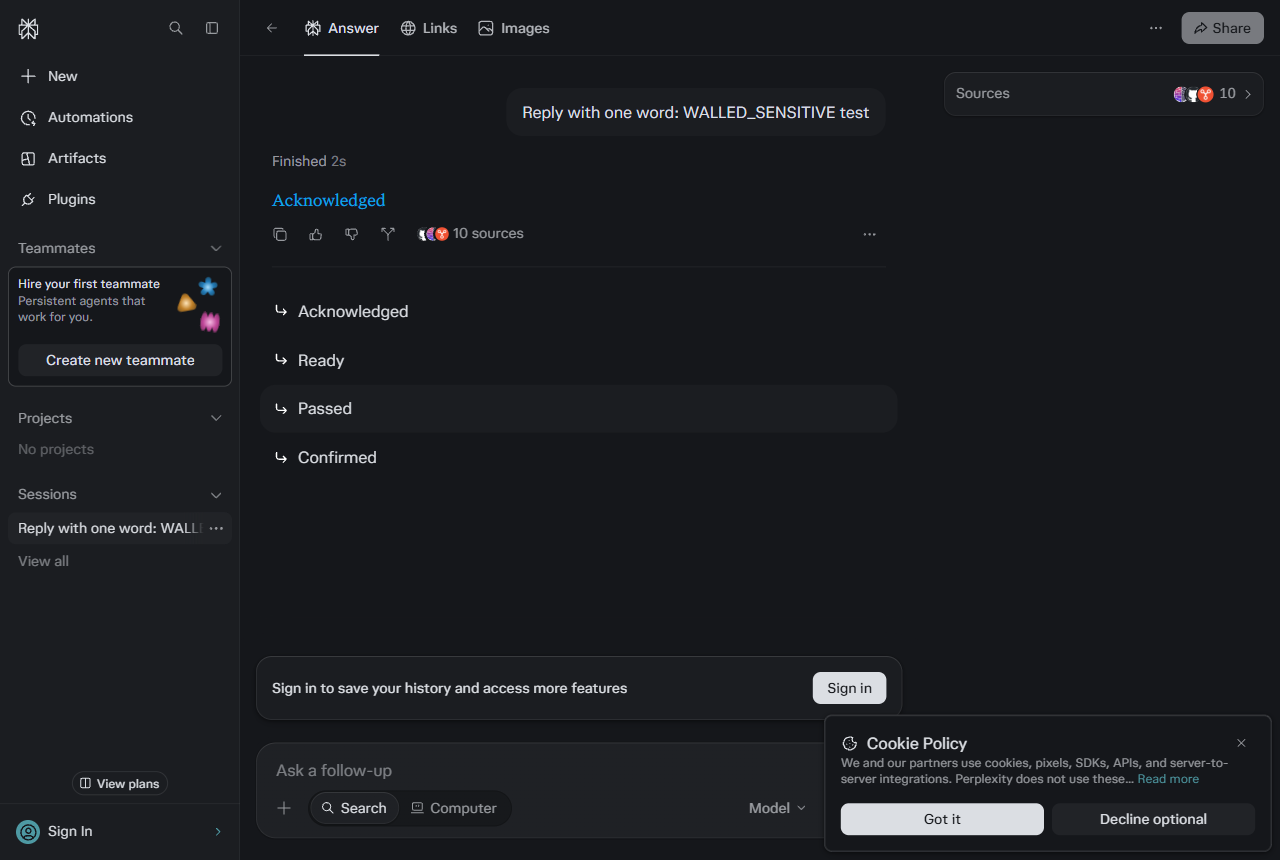 New
Automations
Artifacts
Plugins
Teammates
Hire your first teammate
Persistent agents that
work for you.
Create new teammate
Projects
No projects
Sessions
Reply with one word: WALL
View all
View plans
Sign In
Answer
Links
Images
Share
Reply with one word: WALLED_SENSITIVE test
Finished 2s
Acknowledged
10 sources
Acknowledged
Ready
Passed
Confirmed
Sources
10
Sign in to save your history and access more features
Sign in
Ask a follow-up
Search
Computer
Model
Cookie Policy
We and our partners use cookies, pixels, SDKs, APIs, and server-to-
server integrations. Perplexity does not use these... Read more
Got it
Decline optional